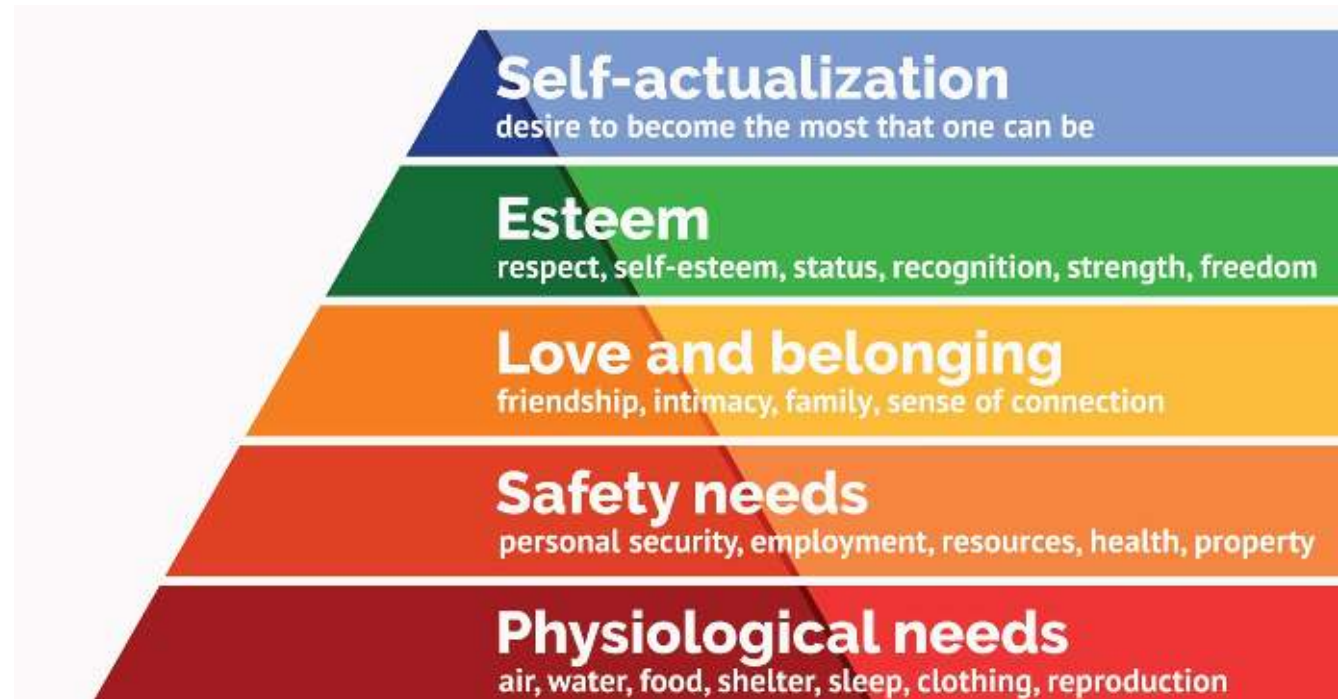 Self-actualization
desire to become the most that one can be
Esteem
respect, self-esteem, status, recognition, strength, freedom
Love and belonging
friendship, intimacy, family, sense of connection
Safety needs
personal security, employment, resources, health, property
Physiological needs
air, water, food, shelter, sleep, clothing, reproduction